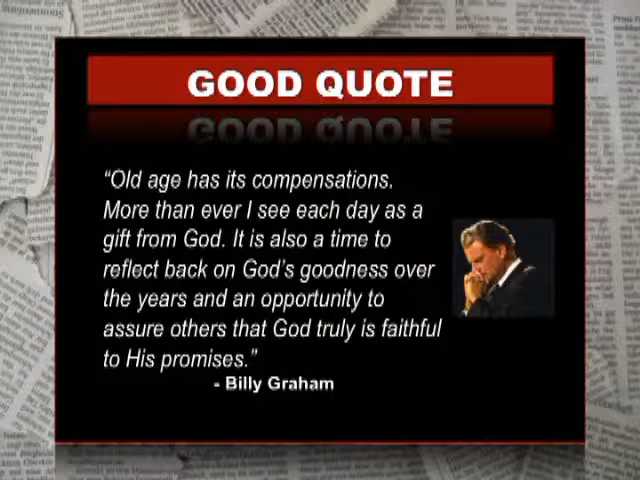 GOOD QUOTE
“Old age has its compensations.
More than ever I see each day as a
gift from God. It is also a time to
reflect back on God's goodness over
the years and an opportunity to
assure others that God truly is faithful
to His promises.”
- Billy Graham